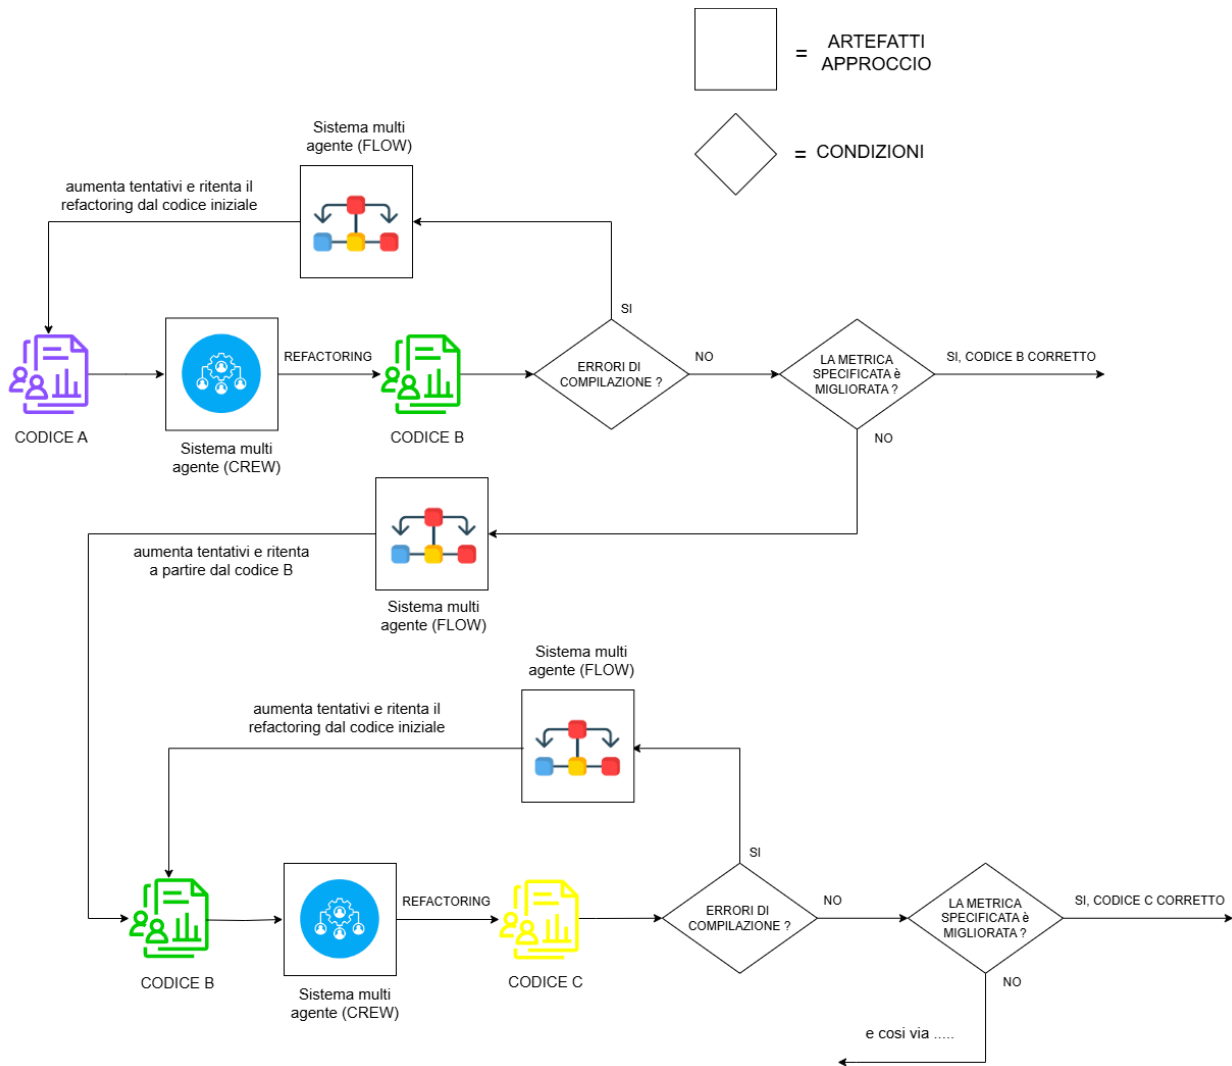 =
ARTEFATTI
APPROCCIO
= CONDIZIONI
Sistema multi
agente (FLOW)
aumenta tentativi e ritenta il
refactoring dal codice iniziale
SI
CODICE A
Sistema multi
agente (CREW)
REFACTORING
CODICE B
ERRORI DI
COMPILAZIONE ?
NO
LA METRICA
SPECIFICATA è
MIGLIORATA ?
SI, CODICE B CORRETTO
NO
aumenta tentativi e ritenta
a partire dal codice B
Sistema multi
agente (FLOW)
Sistema multi
agente (FLOW)
aumenta tentativi e ritenta il
refactoring dal codice iniziale
SI
CODICE B
Sistema multi
agente (CREW)
REFACTORING
CODICE C
ERRORI DI
COMPILAZIONE ?
NO
LA METRICA
SPECIFICATA è
MIGLIORATA ?
SI, CODICE C CORRETTO
NO
e cosi via .....